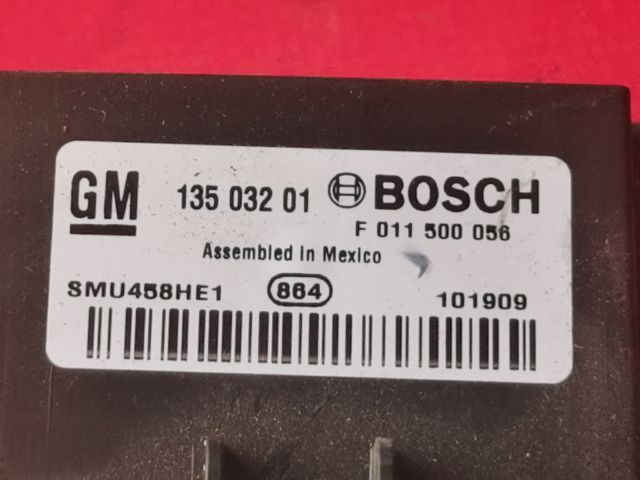 GM 135 032 01 BOSCH
F 011 500 056
Assembled in Mexico
SMU458HE1 864 101909